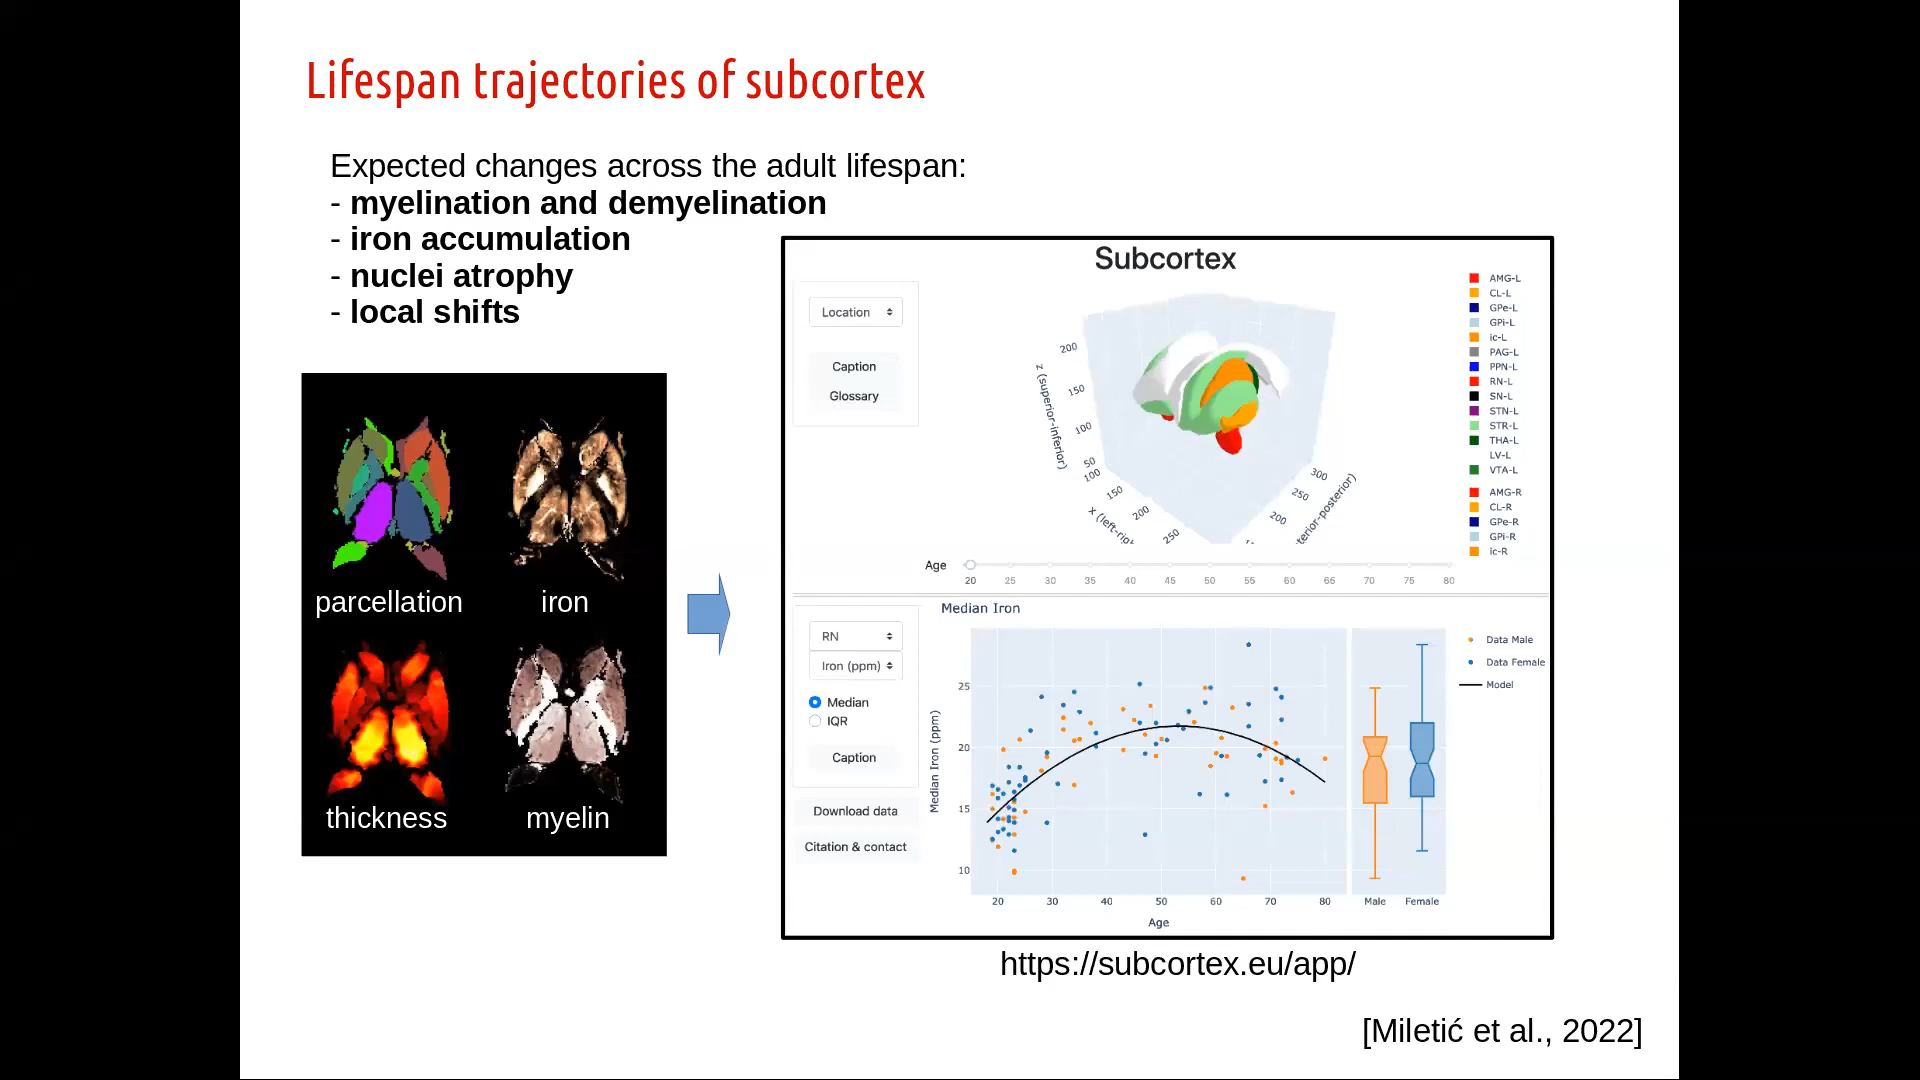 Lifespan trajectories of subcortex
Expected changes across the adult lifespan:
- myelination and demyelination
- iron accumulation
- nuclei atrophy
- local shifts
parcellation
iron
thickness
myelin
Subcortex
Location
Caption
Glossary
200
150
100
50
z (superior-inferior)
100
150
200
250
x (left-right
300
250
200
terior-posterior)
AMG-L
CL-L
GPe-L
GPi-L
ic-L
PAG-L
PPN-L
RN-L
SN-L
STN-L
STR-L
THA-L
LV-L
VTA-L
AMG-R
CL-R
GPe-R
GPi-R
ic-R
Age
20 25 30 35 40 45 50 55 60 65 70 75 80
Median Iron
RN
Iron (ppm)
Median
IQR
Caption
Download data
Citation & contact
Median Iron (ppm)
25
20
15
10
20 30 40 50 60 70 80
Age
Male Female
Data Male
Data Female
Model
https://subcortex.eu/app/
[Miletić et al., 2022]